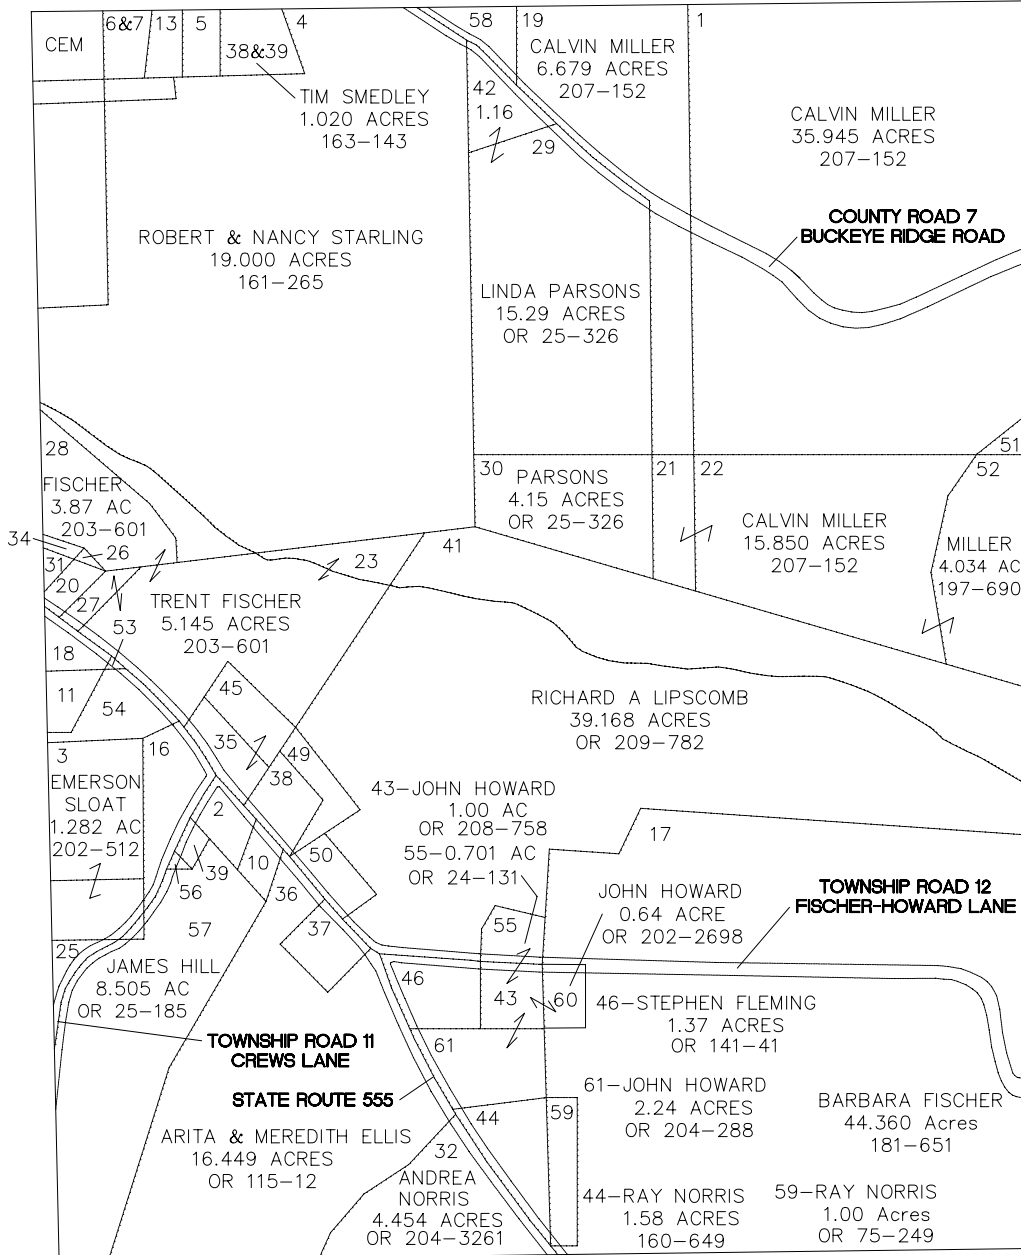 CEM
6&7
13
5
4
38&39
58
19
1
CALVIN MILLER
6.679 ACRES
207-152
42
1.16
29
TIM SMEDLEY
1.020 ACRES
163-143
CALVIN MILLER
35.945 ACRES
207-152
COUNTY ROAD 7
BUCKEYE RIDGE ROAD
ROBERT & NANCY STARLING
19.000 ACRES
161-265
LINDA PARSONS
15.29 ACRES
OR 25-326
28
FISCHER
3.87 AC
203-601
30
PARSONS
4.15 ACRES
OR 25-326
21
22
51
52
CALVIN MILLER
15.850 ACRES
207-152
MILLER
4.034 AC
197-690
34
26
31
20
27
23
41
TRENT FISCHER
5.145 ACRES
203-601
53
18
11
54
45
RICHARD A LIPSCOMB
39.168 ACRES
OR 209-782
3
16
35
49
38
EMERSON
SLOAT
1.282 AC
202-512
2
43-JOHN HOWARD
1.00 AC
OR 208-758
55-0.701 AC
OR 24-131
17
39
10
50
56
36
JOHN HOWARD
0.64 ACRE
OR 202-2698
TOWNSHIP ROAD 12
FISCHER-HOWARD LANE
57
37
55
25
JAMES HILL
8.505 AC
OR 25-185
46
43
60
46-STEPHEN FLEMING
1.37 ACRES
OR 141-41
TOWNSHIP ROAD 11
CREWS LANE
61
STATE ROUTE 555
61-JOHN HOWARD
2.24 ACRES
OR 204-288
BARBARA FISCHER
44.360 Acres
181-651
44
59
ARITA & MEREDITH ELLIS
16.449 ACRES
OR 115-12
32
ANDREA
NORRIS
4.454 ACRES
OR 204-3261
44-RAY NORRIS
1.58 ACRES
160-649
59-RAY NORRIS
1.00 Acres
OR 75-249